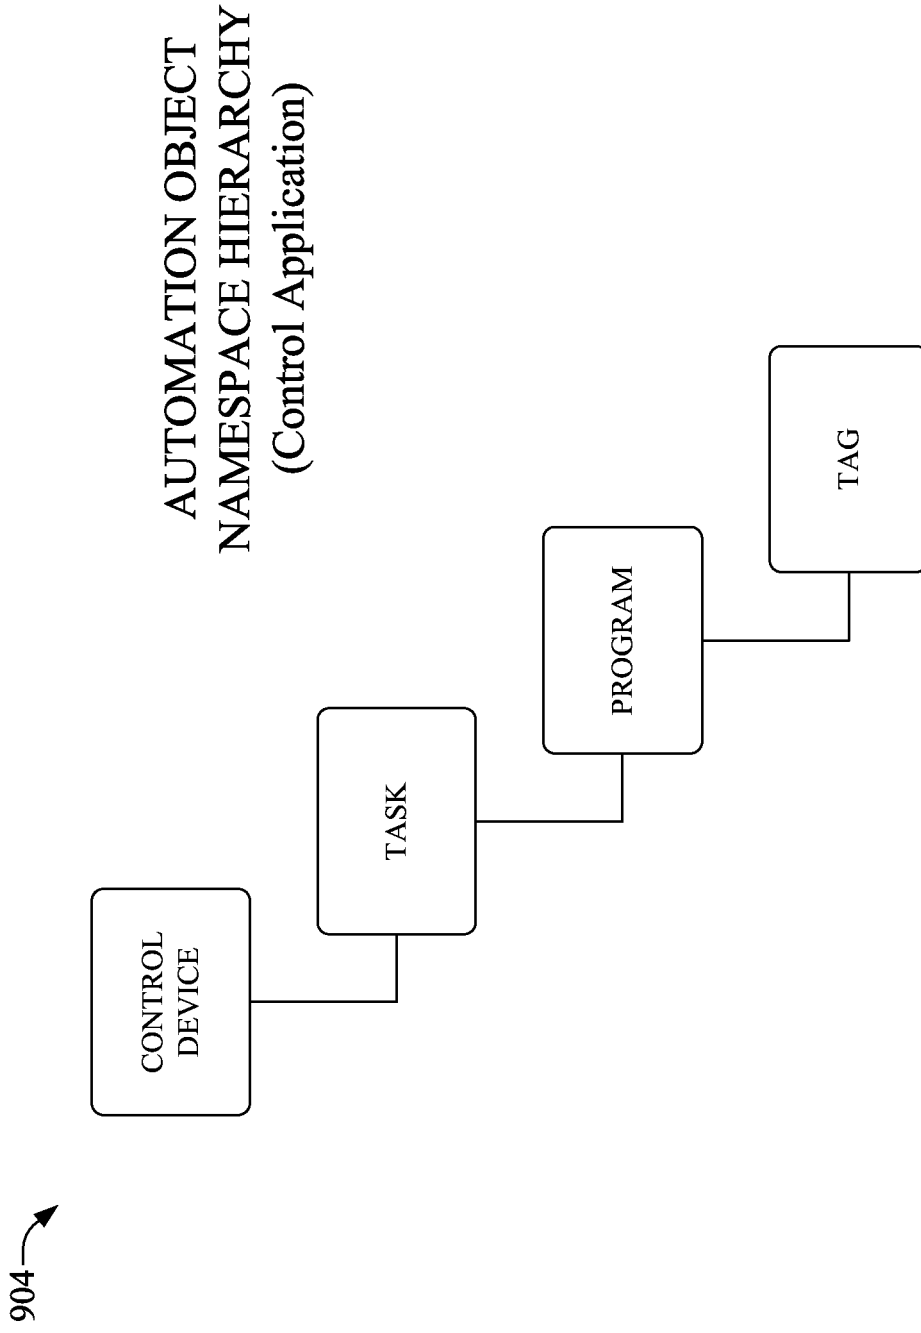 904
AUTOMATION OBJECT
NAMESPACE HIERARCHY
(Control Application)
CONTROL
DEVICE
TASK
PROGRAM
TAG